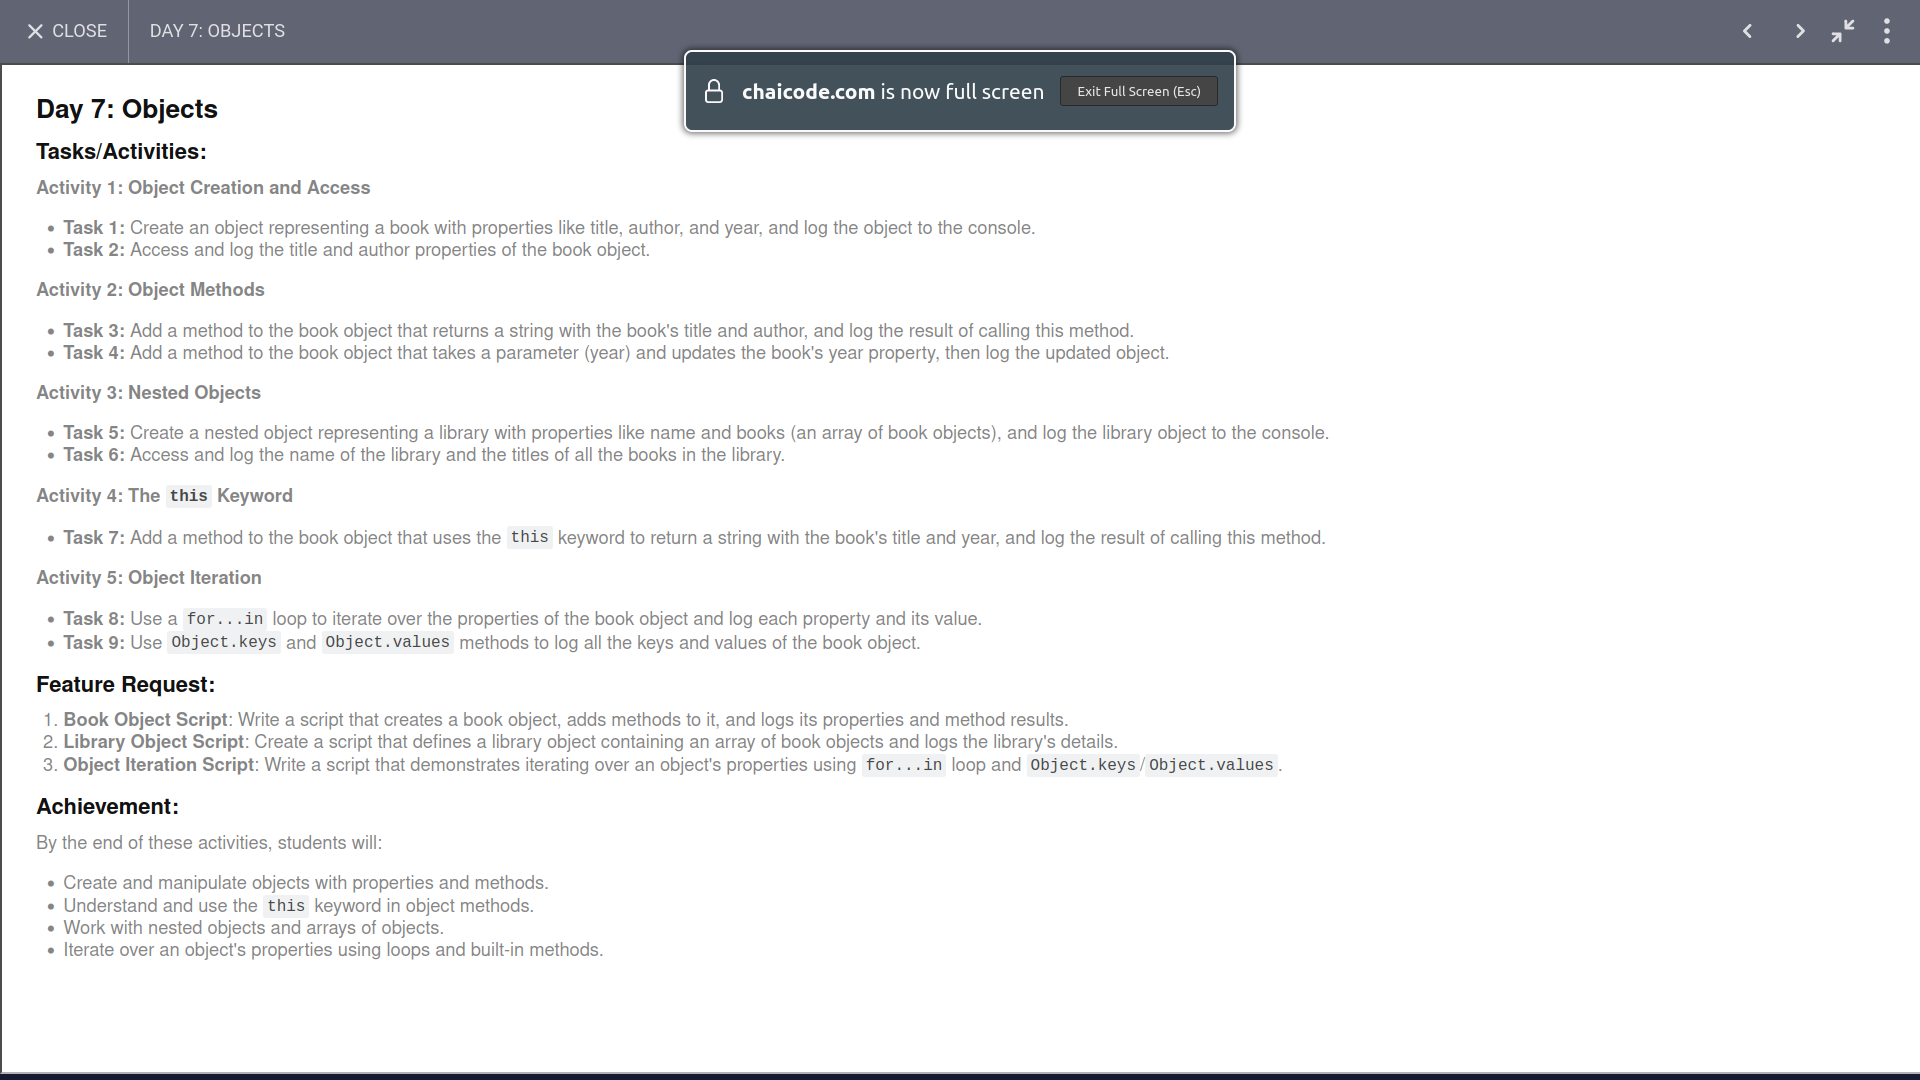 CLOSE
DAY 7: OBJECTS
chaicode.com is now full screen
Exit Full Screen (Esc)
Day 7: Objects
Tasks/Activities:
Activity 1: Object Creation and Access
• Task 1: Create an object representing a book with properties like title, author, and year, and log the object to the console.
• Task 2: Access and log the title and author properties of the book object.
Activity 2: Object Methods
• Task 3: Add a method to the book object that returns a string with the book's title and author, and log the result of calling this method.
• Task 4: Add a method to the book object that takes a parameter (year) and updates the book's year property, then log the updated object.
Activity 3: Nested Objects
• Task 5: Create a nested object representing a library with properties like name and books (an array of book objects), and log the library object to the console.
• Task 6: Access and log the name of the library and the titles of all the books in the library.
Activity 4: The this Keyword
• Task 7: Add a method to the book object that uses the this keyword to return a string with the book's title and year, and log the result of calling this method.
Activity 5: Object Iteration
• Task 8: Use a for...in loop to iterate over the properties of the book object and log each property and its value.
• Task 9: Use Object.keys and Object.values methods to log all the keys and values of the book object.
Feature Request:
1. Book Object Script: Write a script that creates a book object, adds methods to it, and logs its properties and method results.
2. Library Object Script: Create a script that defines a library object containing an array of book objects and logs the library's details.
3. Object Iteration Script: Write a script that demonstrates iterating over an object's properties using for...in loop and Object.keys/Object.values.
Achievement:
By the end of these activities, students will:
• Create and manipulate objects with properties and methods.
• Understand and use the this keyword in object methods.
• Work with nested objects and arrays of objects.
• Iterate over an object's properties using loops and built-in methods.